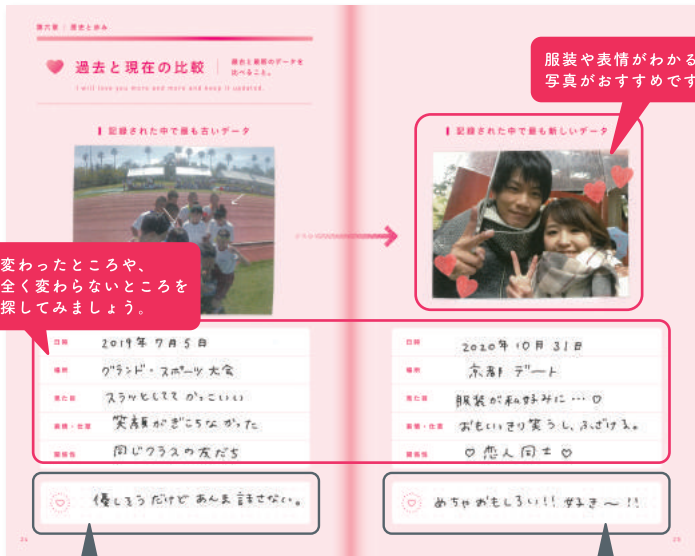 第六章｜歴史と歩み
過去と現在の比較
過去と最新のデータを
比べること。
I will love you more and more and keep it updated.
記録された中で最も古いデータ
変わったところや、
全く変わらないところを
探してみましょう。
日時 2019年7月5日
場所 グランド・スポーツ大会
見た目 スラッとしてて かっこいい
表情・仕草 笑顔がぎこちなかった
関係性 同じクラスの友だち
優しそうだけど あんま話さない。
26
服装や表情がわかる
写真がおすすめです
記録された中で最も新しいデータ
日時 2020年10月31日
場所 京都 デート
見た目 服装が私好みに…♡
表情・仕草 おもいっきり笑うし、ふざける。
関係性 ♡恋人同士♡
めちゃおもしろい!! 好き〜!!